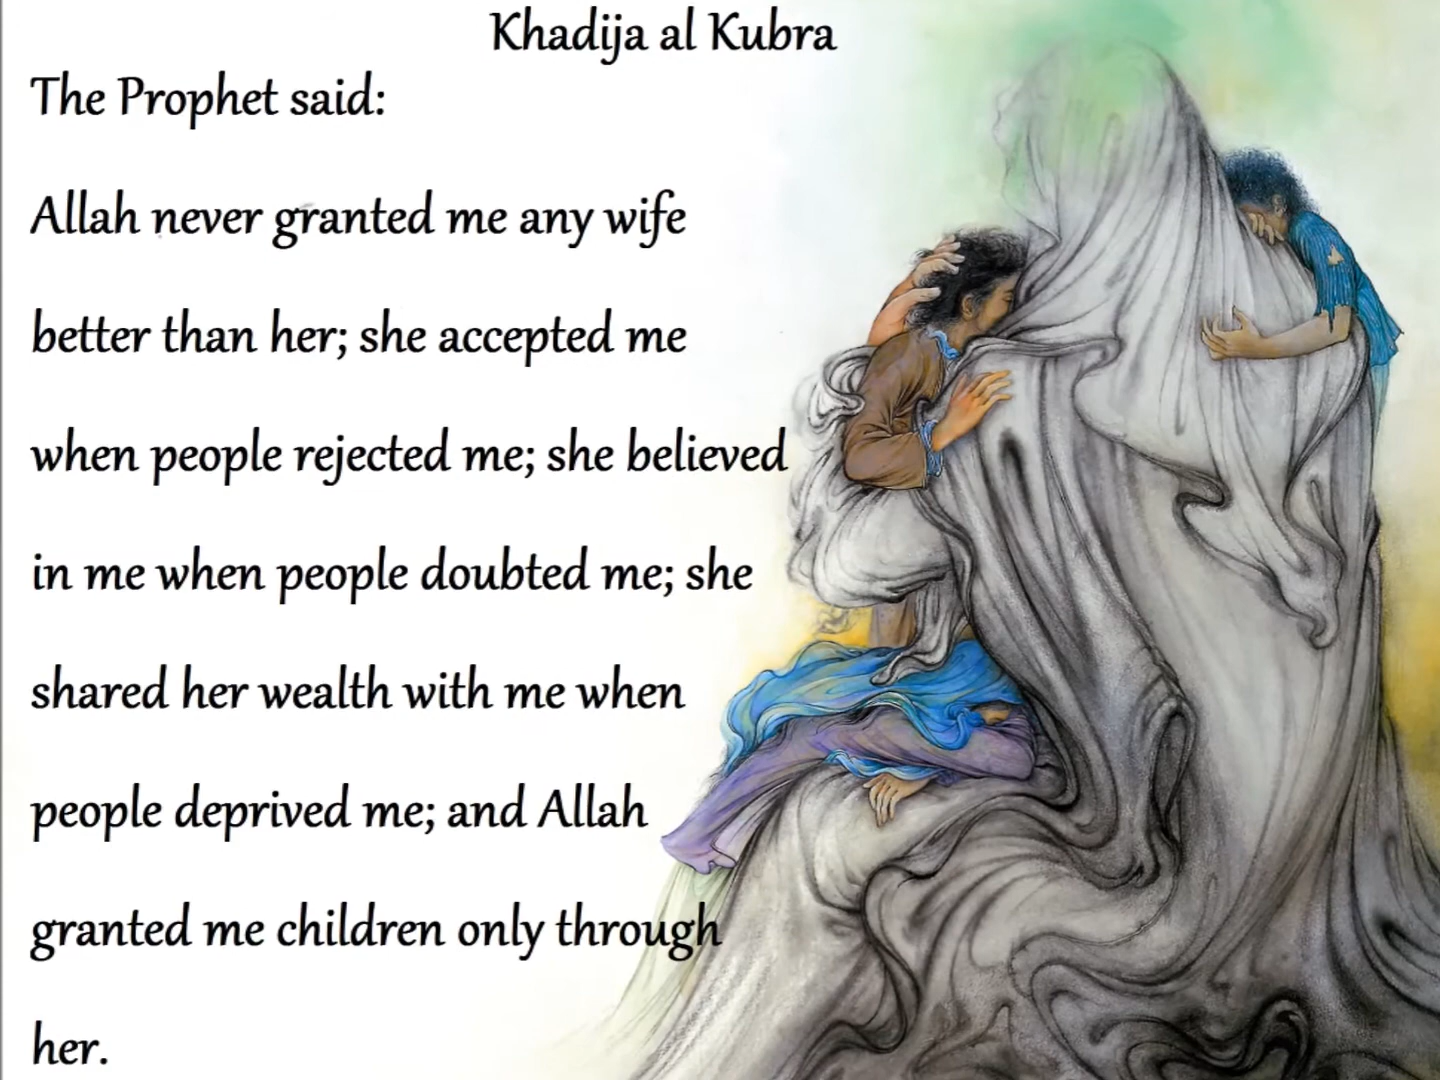 Khadija al Kubra
The Prophet said:
Allah never granted me any wife
better than her; she accepted me
when people rejected me; she believed
in me when people doubted me; she
shared her wealth with me when
people deprived me; and Allah
granted me children only through
her.